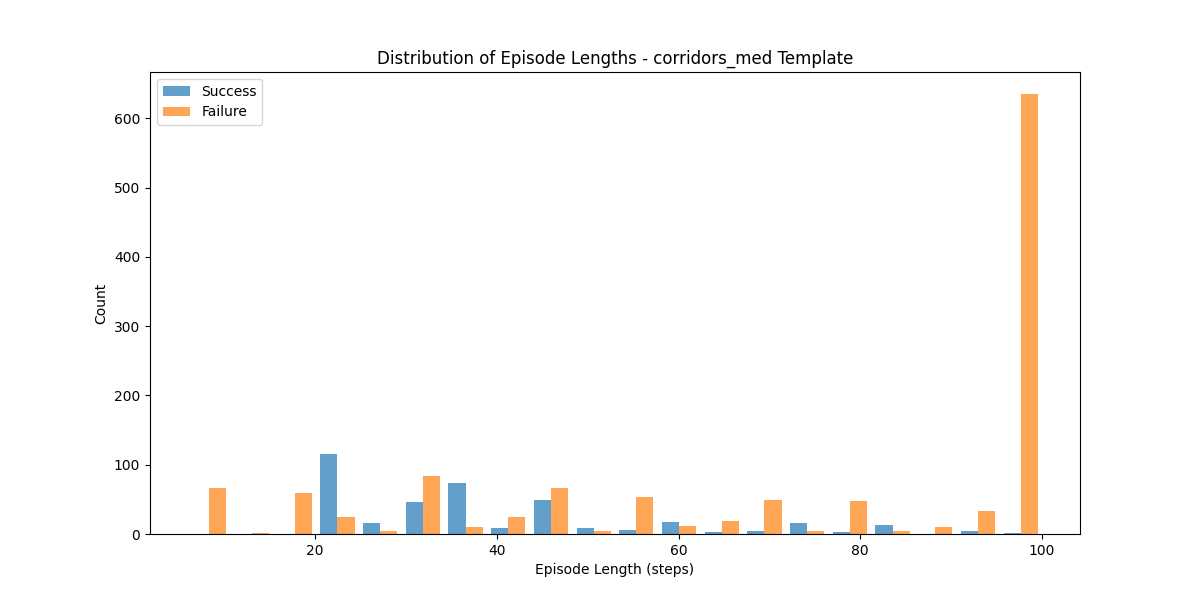 Distribution of Episode Lengths - corridors_med Template
Success
Failure
600
500
400
300
200
100
0
Count
20
40
60
80
100
Episode Length (steps)